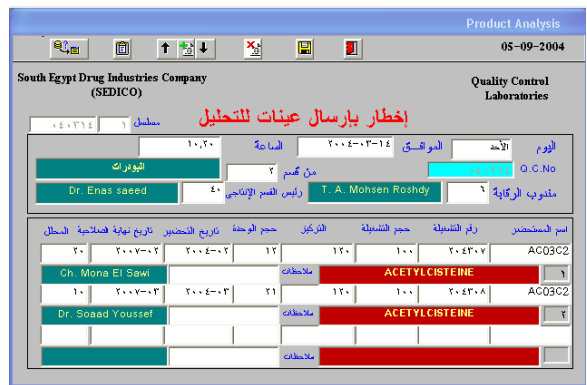 Product Analysis
05-09-2004
South Egypt Drug Industries Company
(SEDICO)
Quality Control
Laboratories
إخطار بإرسال عينات للتحليل
مسلسل ١ ٠٤٠٣١٤
اليوم الأحد الموافق ١٤-٠٣-٢٠٠٤ الساعة ١٠,٢٠
Q.C.No من قسم ٢ البودرات
مندوب الرقابة ٦ T. A. Mohsen Roshdy رئيس القسم الإنتاجى ٤٠ Dr. Enas saeed
اسم المستحضر رقم التشغيلة حجم التشغيلة التركيز حجم الوحدة تاريخ التحضير تاريخ نهاية الصلاحية المحلل
AC03C2 ٢٠٤٣٠٧ ١٠٠ ١٢٠ ١٢ ٢٠٠٤-٠٢ ٢٠٠٧-٠٢ ٢٠
١ ACETYLCISTEINE ملاحظات Ch. Mona El Sawi
AC03C2 ٢٠٤٣٠٨ ١٠٠ ١٢٠ ٢١ ٢٠٠٤-٠٣ ٢٠٠٧-٠٣ ١٠
٢ ACETYLCISTEINE ملاحظات Dr. Soaad Youssef
ملاحظات